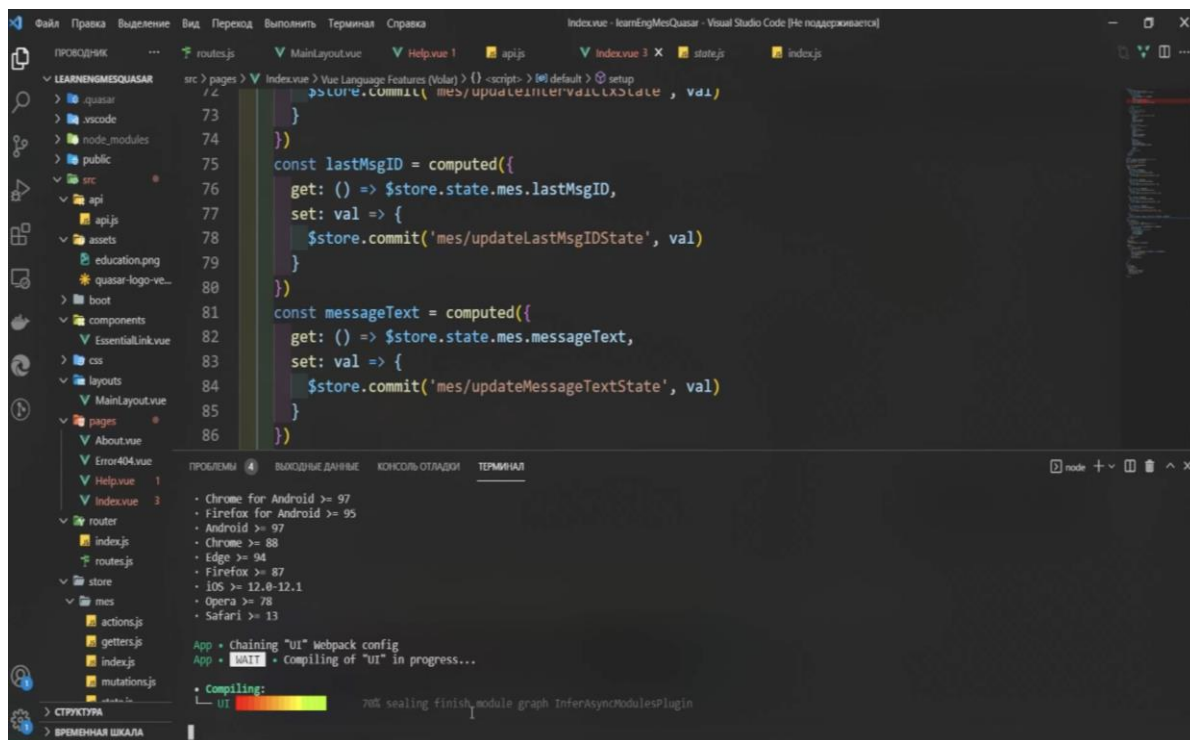 Файл Правка Выделение Вид Переход Выполнить Терминал Справка
Index.vue - learnEngMesQuasar - Visual Studio Code [Не поддерживается]
ПРОВОДНИК ···
routes.js MainLayout.vue Help.vue 1 api.js Index.vue 3 state.js index.js
LEARNENGMESQUASAR
src > pages > Index.vue > Vue Language Features (Volar) > {} <script> > default > setup
.quasar
.vscode
node_modules
public
src
api
api.js
assets
education.png
quasar-logo-ve...
boot
components
EssentialLink.vue
css
layouts
MainLayout.vue
pages
About.vue
Error404.vue
Help.vue 1
Index.vue 3
router
index.js
routes.js
store
mes
actions.js
getters.js
index.js
mutations.js
СТРУКТУРА
ВРЕМЕННАЯ ШКАЛА
72 $store.commit('mes/updateIntervalCtxState', val)
73 }
74 })
75 const lastMsgID = computed({
76 get: () => $store.state.mes.lastMsgID,
77 set: val => {
78 $store.commit('mes/updateLastMsgIDState', val)
79 }
80 })
81 const messageText = computed({
82 get: () => $store.state.mes.messageText,
83 set: val => {
84 $store.commit('mes/updateMessageTextState', val)
85 }
86 })
ПРОБЛЕМЫ 4 ВЫХОДНЫЕ ДАННЫЕ КОНСОЛЬ ОТЛАДКИ ТЕРМИНАЛ
node
· Chrome for Android >= 97
· Firefox for Android >= 95
· Android >= 97
· Chrome >= 88
· Edge >= 94
· Firefox >= 87
· iOS >= 12.0-12.1
· Opera >= 78
· Safari >= 13
App • Chaining "UI" Webpack config
App • WAIT • Compiling of "UI" in progress...
• Compiling:
└── UI 70% sealing finish module graph InferAsyncModulesPlugin